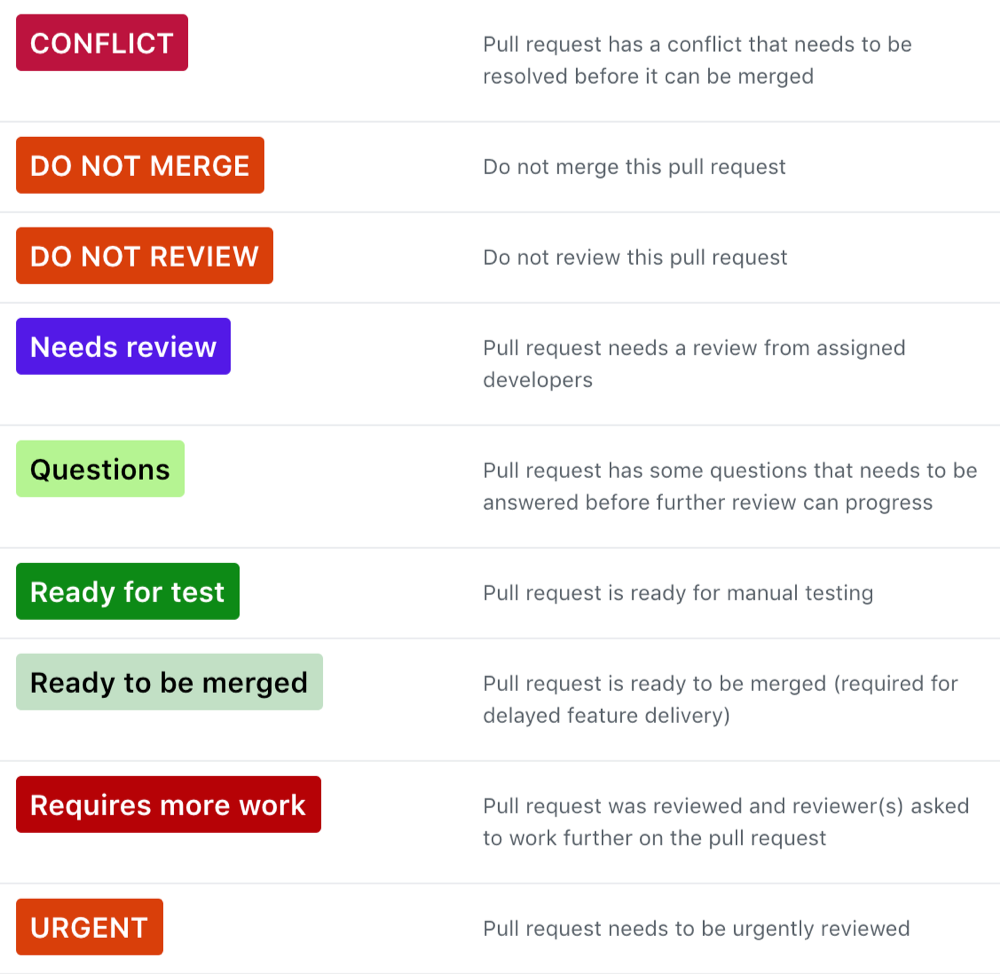 CONFLICT
Pull request has a conflict that needs to be
resolved before it can be merged
DO NOT MERGE
Do not merge this pull request
DO NOT REVIEW
Do not review this pull request
Needs review
Pull request needs a review from assigned
developers
Questions
Pull request has some questions that needs to be
answered before further review can progress
Ready for test
Pull request is ready for manual testing
Ready to be merged
Pull request is ready to be merged (required for
delayed feature delivery)
Requires more work
Pull request was reviewed and reviewer(s) asked
to work further on the pull request
URGENT
Pull request needs to be urgently reviewed